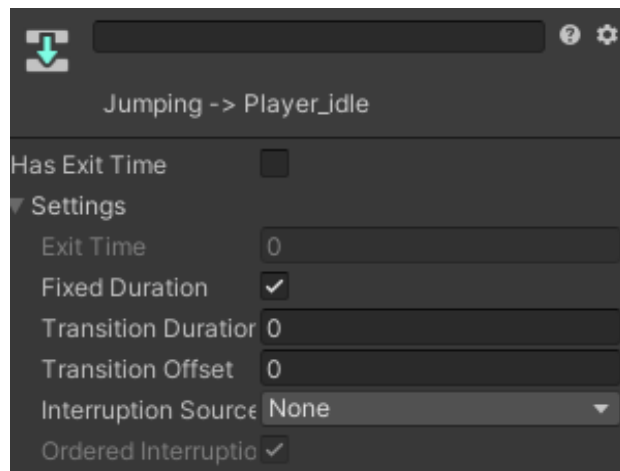 Jumping -> Player_idle
Has Exit Time
Settings
Exit Time 0
Fixed Duration
Transition Duration 0
Transition Offset 0
Interruption Source None
Ordered Interruptio